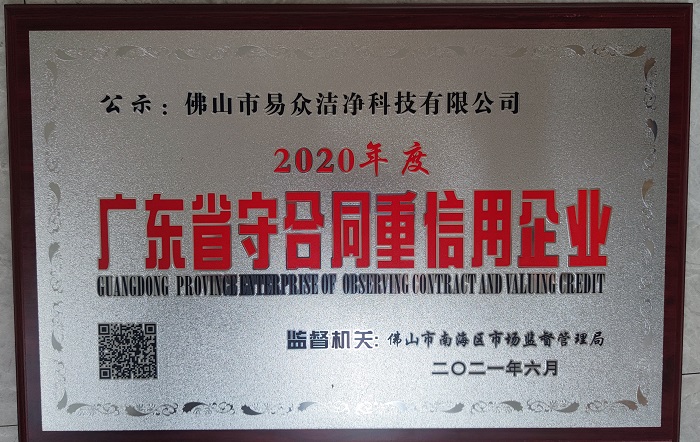 公示：佛山市易众洁净科技有限公司
2020年度
广东省守合同重信用企业
GUANGDONG PROVINCE ENTERPRISE OF OBSERVING CONTRACT AND VALUING CREDIT
监督机关：佛山市南海区市场监督管理局
二〇二一年六月